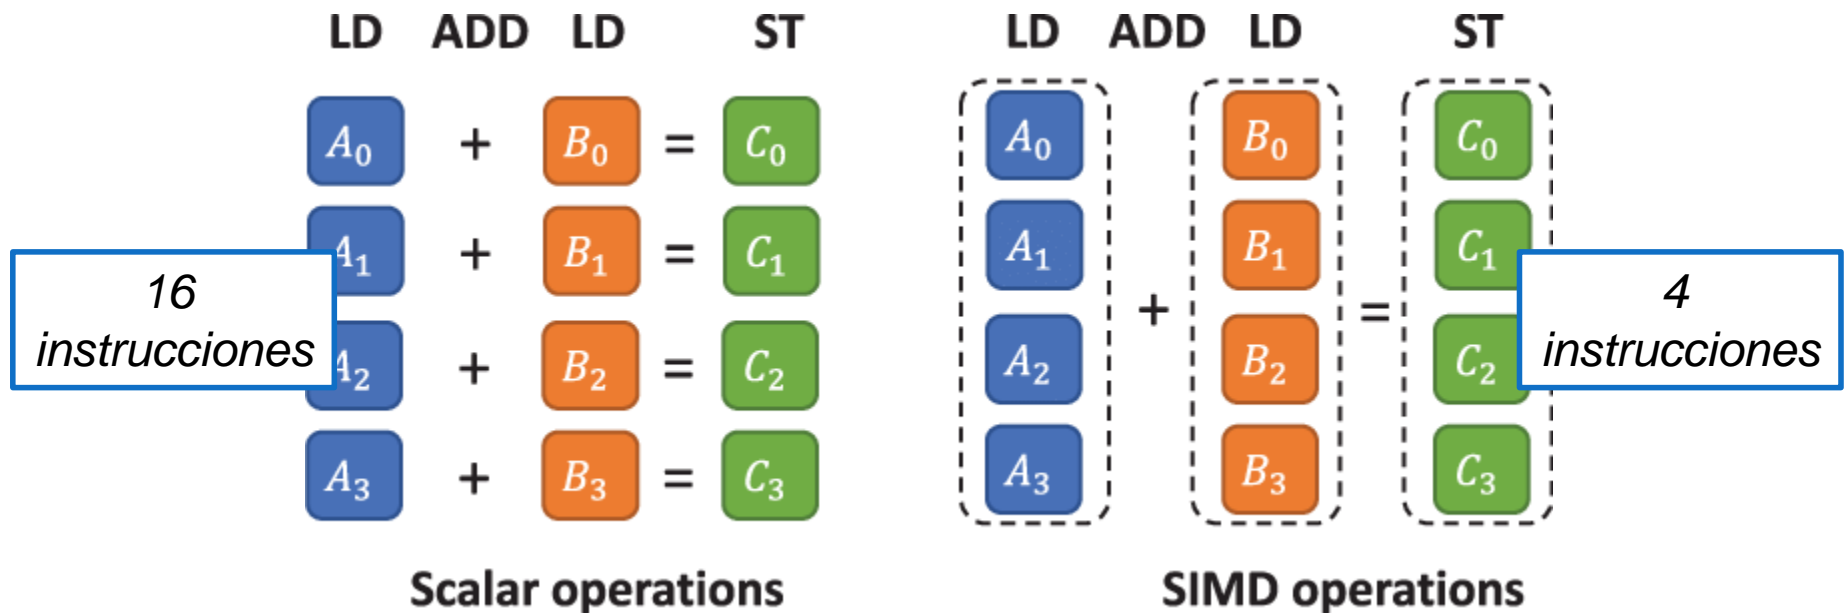 LD ADD LD ST LD ADD LD ST
A₀ + B₀ = C₀ A₀ B₀ C₀
A₁ + B₁ = C₁ A₁ B₁ C₁
16
instrucciones
+ =
4
instrucciones
A₂ + B₂ = C₂ A₂ B₂ C₂
A₃ + B₃ = C₃ A₃ B₃ C₃
Scalar operations SIMD operations